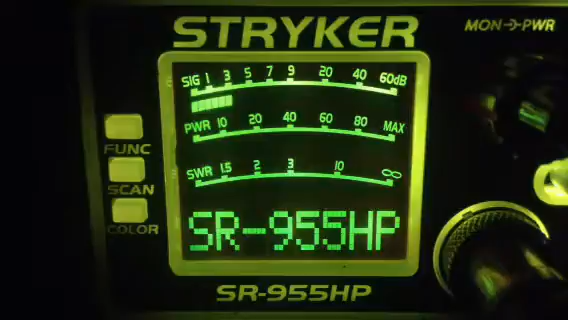 STRYKER
MON-PWR
SIG 1 3 5 7 9 20 40 60dB
PWR 10 20 40 60 80 MAX
SWR 1.5 2 3 10 ∞
FUNC
SCAN
COLOR
SR-955HP
SR-955HP